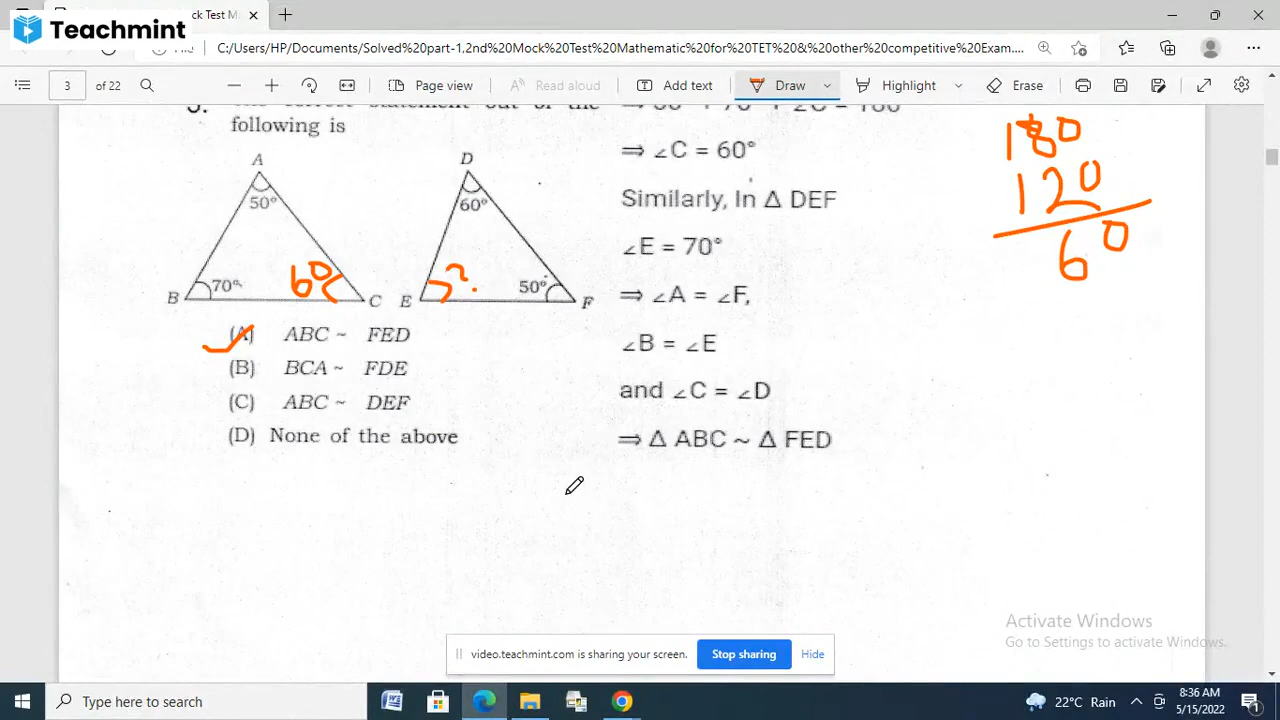 Teachmint
ck Test M
C:/Users/HP/Documents/Solved%20part-1,2nd%20Mock%20Test%20Mathematic%20for%20TET%20&%20other%20competitive%20Exam....
3 of 22
Page view
Read aloud
Add text
Draw
Highlight
Erase
following is
A
50°
B
70°
60
C
D
60°
E
?
50°
F
(A) ABC ~ FED
(B) BCA ~ FDE
(C) ABC ~ DEF
(D) None of the above
⇒ ∠C = 60°
Similarly, In Δ DEF
∠E = 70°
⇒ ∠A = ∠F,
∠B = ∠E
and ∠C = ∠D
⇒ Δ ABC ~ Δ FED
180
120
60
Activate Windows
Go to Settings to activate Windows.
video.teachmint.com is sharing your screen.
Stop sharing
Hide
Type here to search
22°C Rain
8:36 AM
5/15/2022